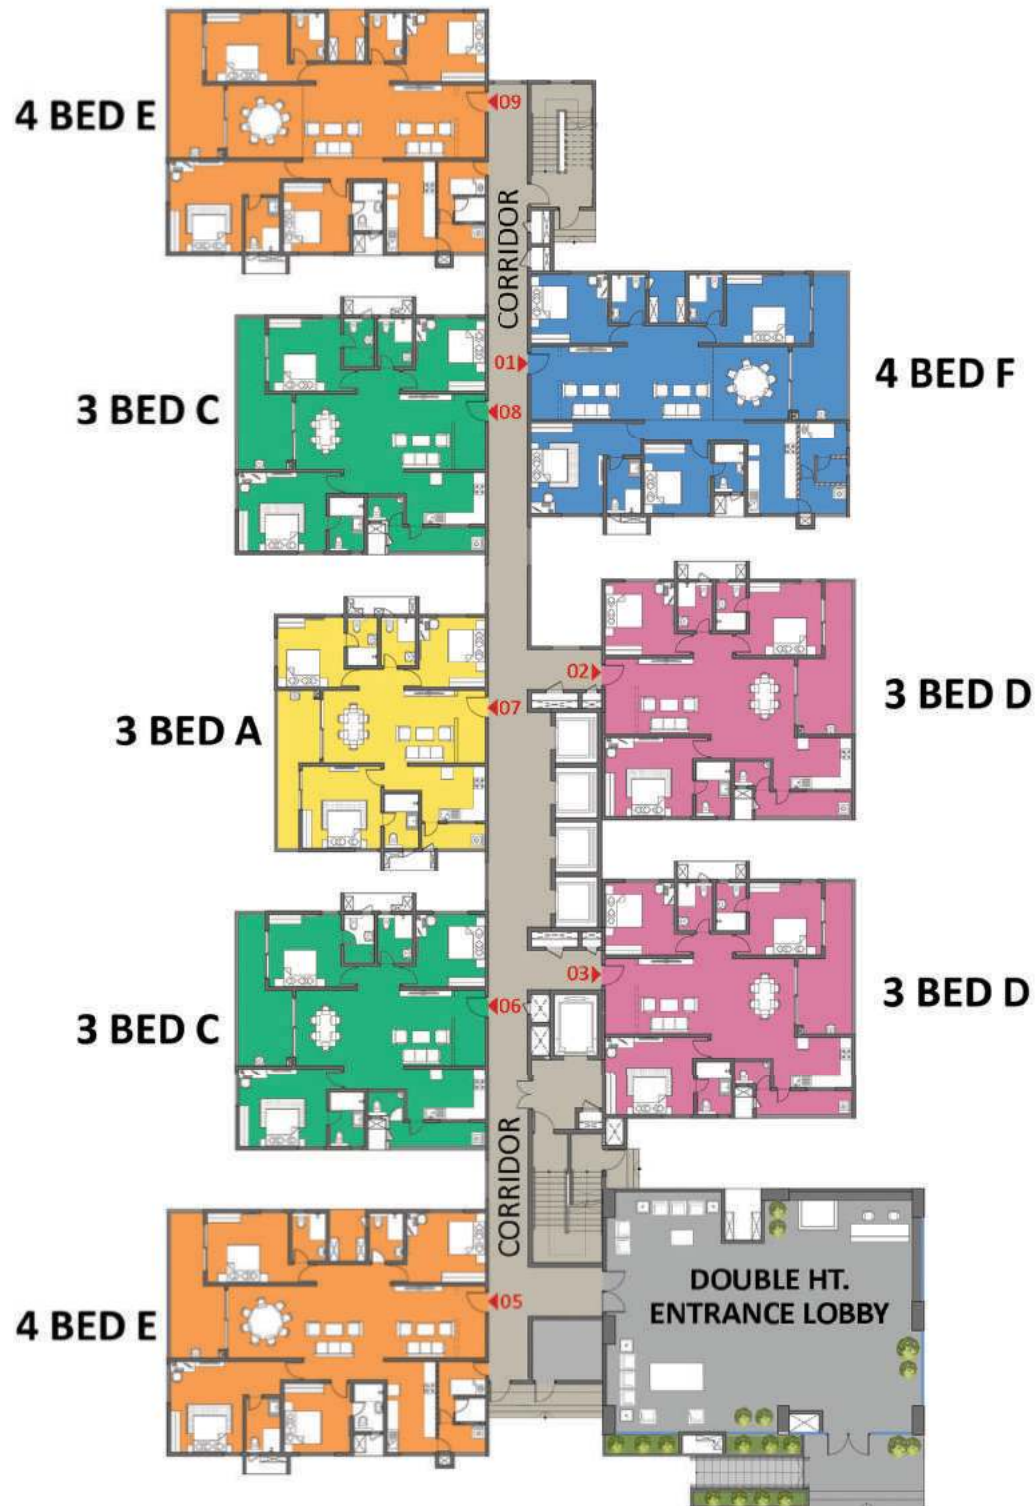 4 BED E
09
CORRIDOR
01
4 BED F
3 BED C
08
02
3 BED D
3 BED A
07
03
3 BED D
3 BED C
06
CORRIDOR
DOUBLE HT.
ENTRANCE LOBBY
4 BED E
05